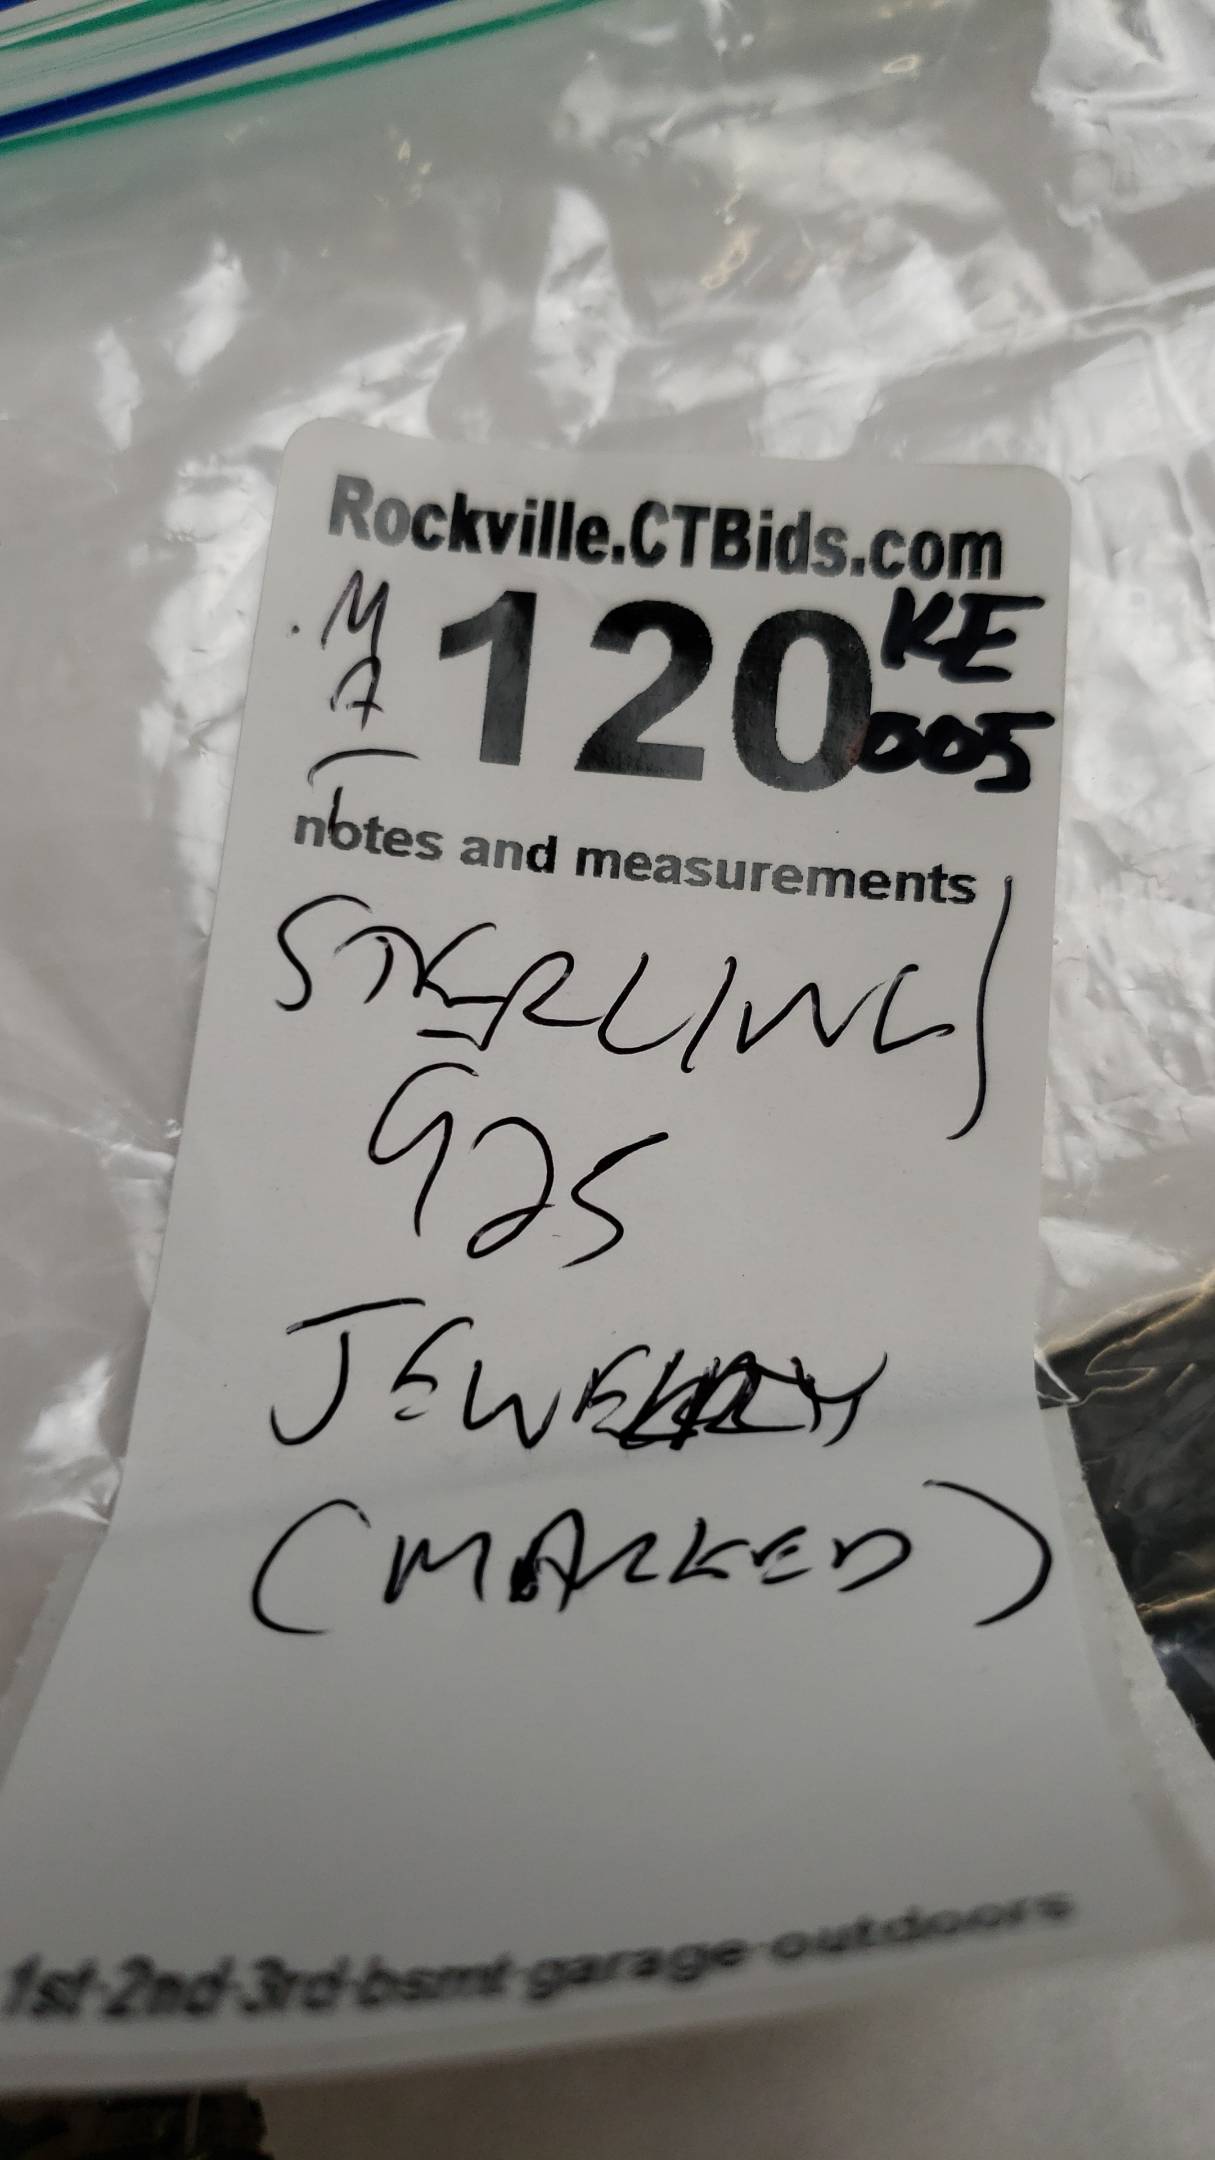 Rockville.CTBids.com
MAT
120
KE
005
notes and measurements
STERLING
925
JEWELRY
(MARKED)
1st-2nd-3rd-bsmt-garage-outdoors